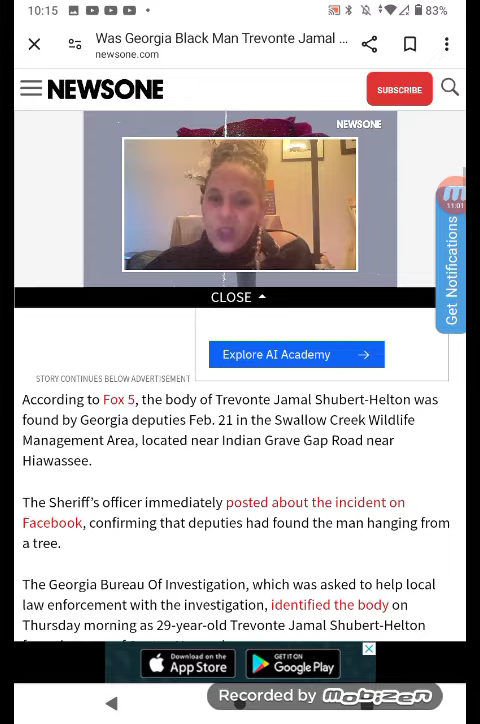 10:15
83%
Was Georgia Black Man Trevonte Jamal ...
newsone.com
NEWSONE
SUBSCRIBE
NEWSONE
11:01
Get Notifications
CLOSE
Explore AI Academy
STORY CONTINUES BELOW ADVERTISEMENT
According to Fox 5, the body of Trevonte Jamal Shubert-Helton was
found by Georgia deputies Feb. 21 in the Swallow Creek Wildlife
Management Area, located near Indian Grave Gap Road near
Hiawassee.
The Sheriff's officer immediately posted about the incident on
Facebook, confirming that deputies had found the man hanging from
a tree.
The Georgia Bureau Of Investigation, which was asked to help local
law enforcement with the investigation, identified the body on
Thursday morning as 29-year-old Trevonte Jamal Shubert-Helton
Download on the
App Store
GET IT ON
Google Play
Recorded by mobizen